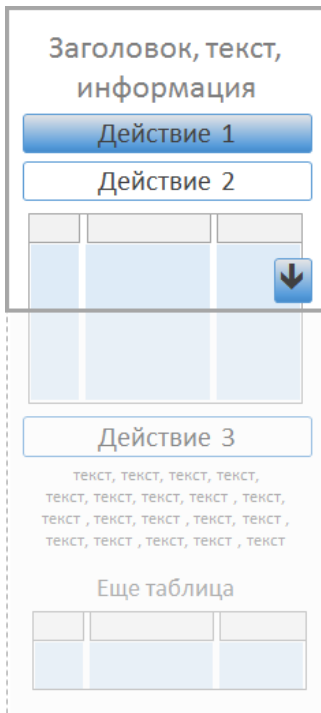 Заголовок, текст,
информация
Действие 1
Действие 2
Действие 3
текст, текст, текст, текст,
текст, текст, текст, текст , текст,
текст , текст, текст , текст, текст ,
текст, текст , текст, текст , текст
Еще таблица